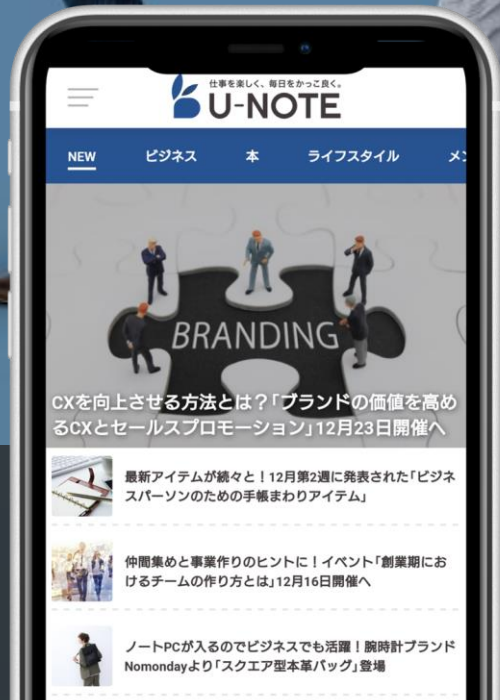 仕事を楽しく、毎日をかっこ良く。
U-NOTE
NEW ビジネス 本 ライフスタイル
BRANDING
CXを向上させる方法とは？「ブランドの価値を高め
るCXとセールスプロモーション」12月23日開催へ
最新アイテムが続々と！12月第2週に発表された「ビジネ
スパーソンのための手帳まわりアイテム」
仲間集めと事業作りのヒントに！イベント「創業期にお
けるチームの作り方とは」12月16日開催へ
ノートPCが入るのでビジネスでも活躍！腕時計ブランド
Nomondayより「スクエア型本革バッグ」登場